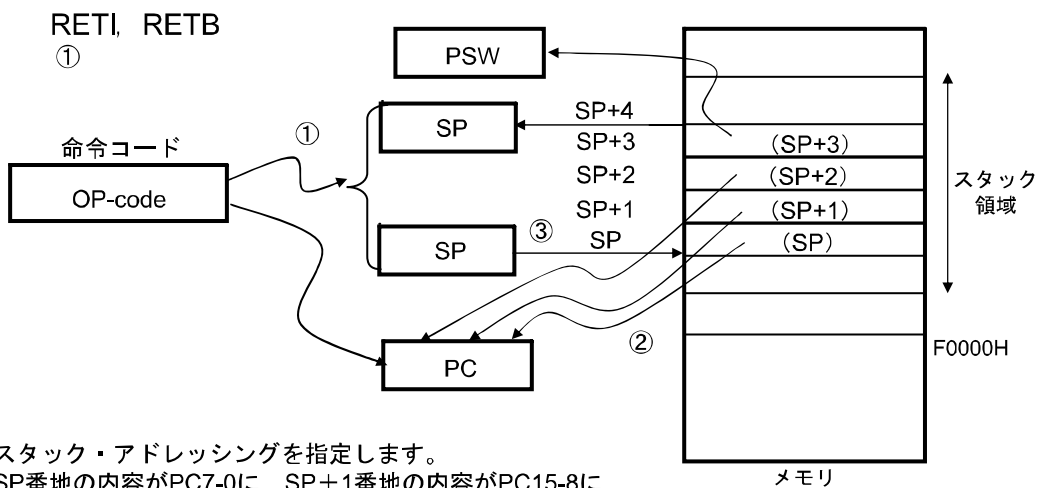 RETI, RETB
①
PSW
SP+4
SP
①
SP+3
(SP+3)
命令コード
OP-code
SP+2
(SP+2)
スタック
領域
SP+1
(SP+1)
SP
③
SP
(SP)
②
PC
F0000H
スタック・アドレッシングを指定します。
SP番地の内容がPC7-0に、SP＋1番地の内容がPC15-8に
メモリ